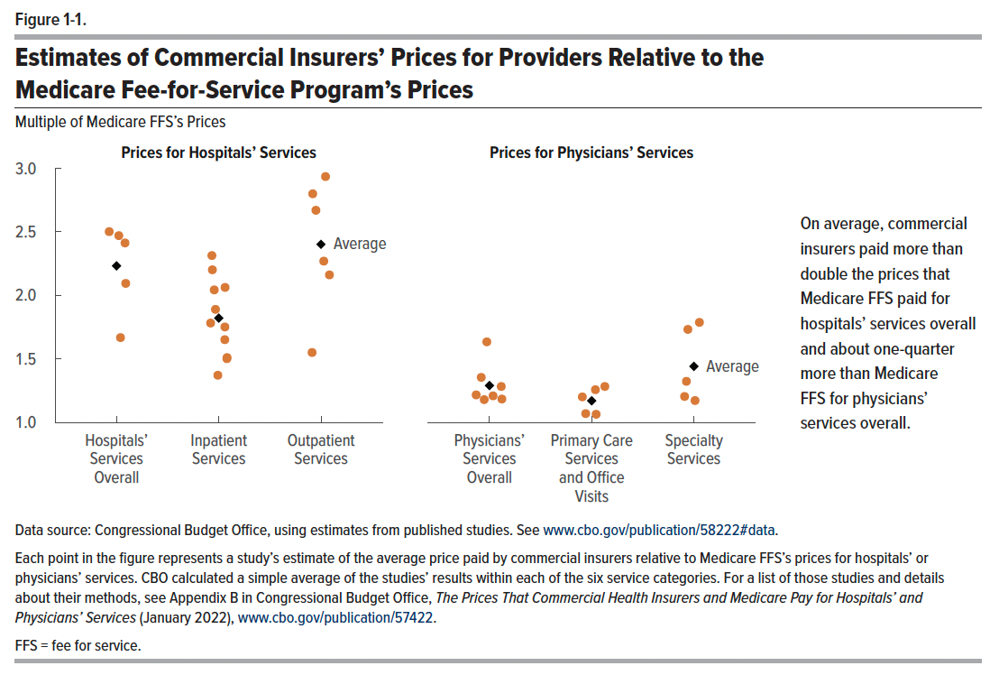 Figure 1-1.
Estimates of Commercial Insurers’ Prices for Providers Relative to the
Medicare Fee-for-Service Program’s Prices
Multiple of Medicare FFS’s Prices
Prices for Hospitals’ Services
Prices for Physicians’ Services
3.0
2.5
2.0
1.5
1.0
Average
Average
Hospitals’
Services
Overall
Inpatient
Services
Outpatient
Services
Physicians’
Services
Overall
Primary Care
Services
and Office
Visits
Specialty
Services
On average, commercial
insurers paid more than
double the prices that
Medicare FFS paid for
hospitals’ services overall
and about one-quarter
more than Medicare
FFS for physicians’
services overall.
Data source: Congressional Budget Office, using estimates from published studies. See www.cbo.gov/publication/58222#data.
Each point in the figure represents a study’s estimate of the average price paid by commercial insurers relative to Medicare FFS’s prices for hospitals’ or
physicians’ services. CBO calculated a simple average of the studies’ results within each of the six service categories. For a list of those studies and details
about their methods, see Appendix B in Congressional Budget Office, The Prices That Commercial Health Insurers and Medicare Pay for Hospitals’ and
Physicians’ Services (January 2022), www.cbo.gov/publication/57422.
FFS = fee for service.